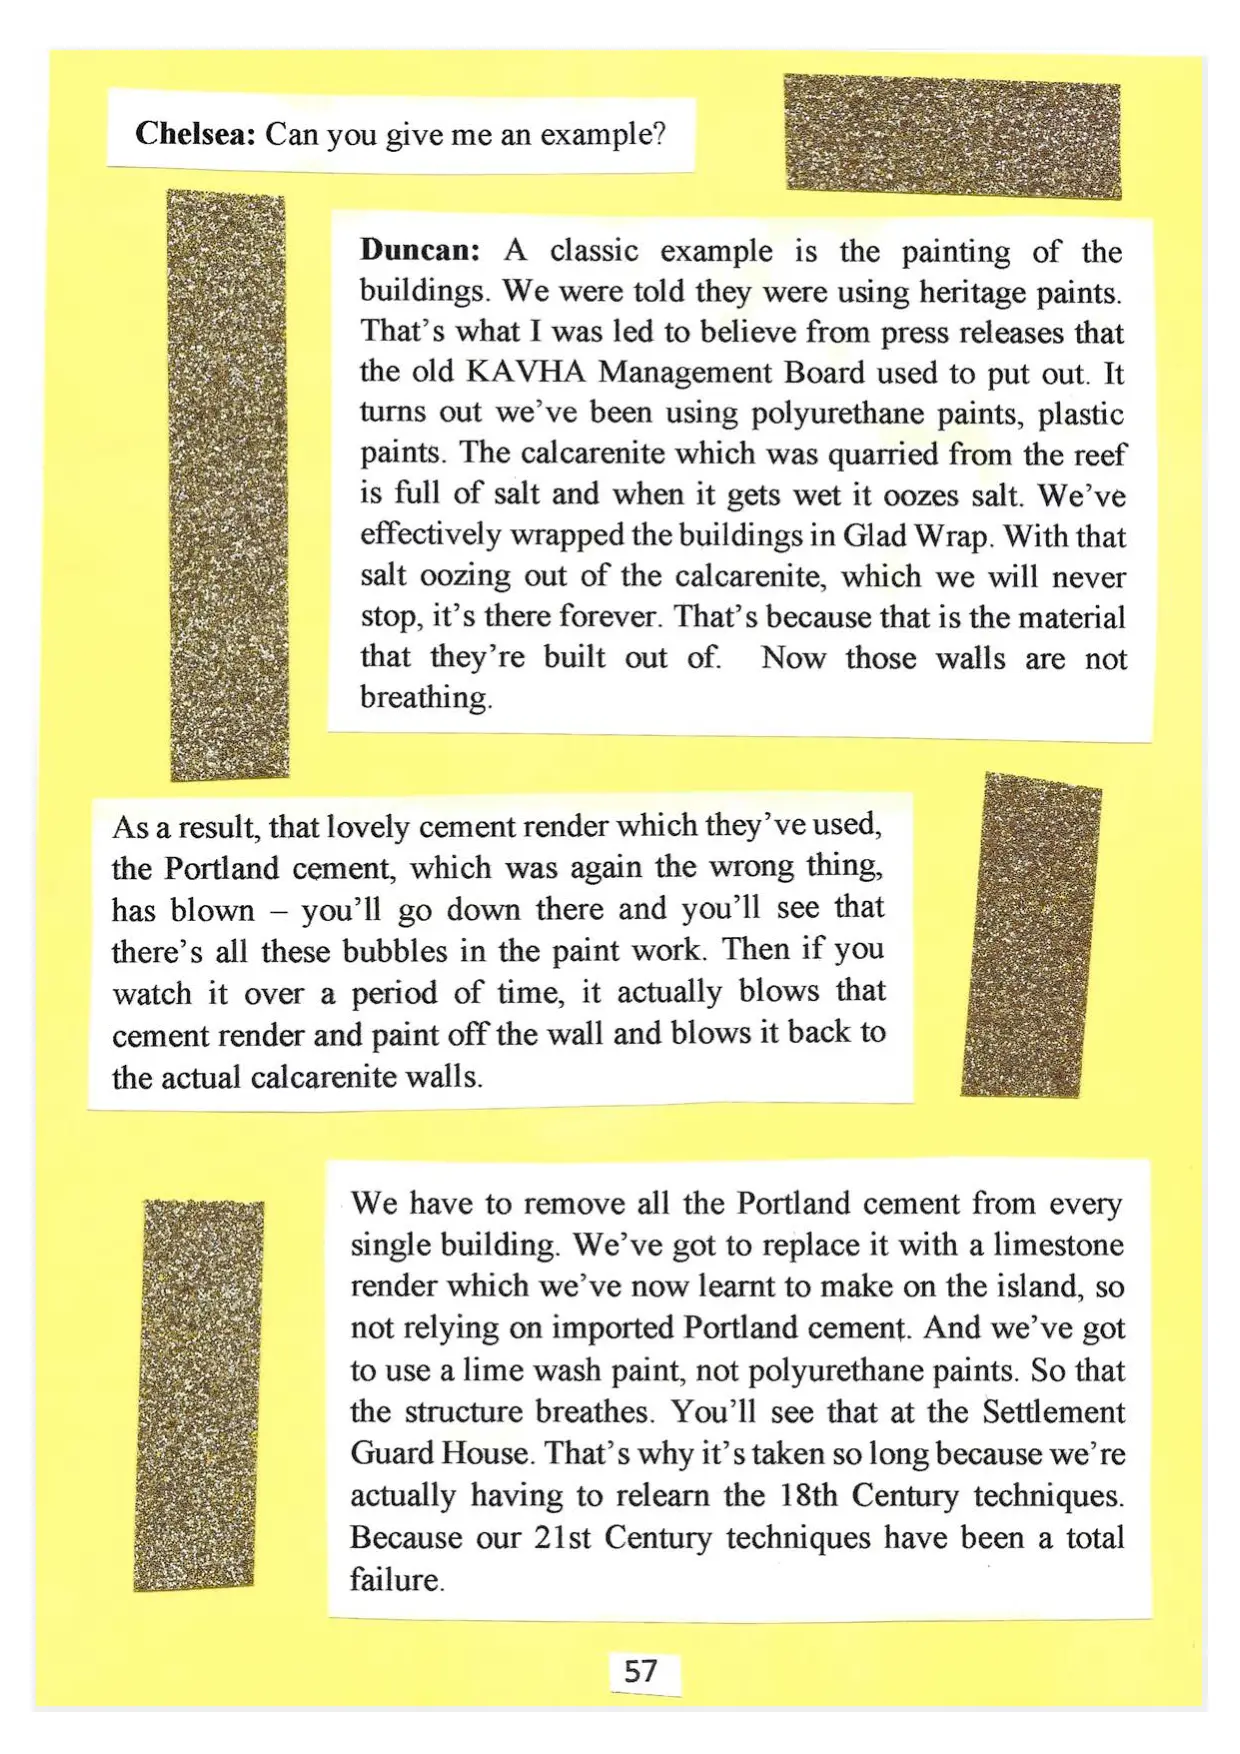 Chelsea: Can you give me an example?
Duncan: A classic example is the painting of the
buildings. We were told they were using heritage paints.
That's what I was led to believe from press releases that
the old KAVHA Management Board used to put out. It
turns out we've been using polyurethane paints, plastic
paints. The calcarenite which was quarried from the reef
is full of salt and when it gets wet it oozes salt. We've
effectively wrapped the buildings in Glad Wrap. With that
salt oozing out of the calcarenite, which we will never
stop, it's there forever. That's because that is the material
that they're built out of. Now those walls are not
breathing.
As a result, that lovely cement render which they've used,
the Portland cement, which was again the wrong thing,
has blown – you'll go down there and you'll see that
there's all these bubbles in the paint work. Then if you
watch it over a period of time, it actually blows that
cement render and paint off the wall and blows it back to
the actual calcarenite walls.
We have to remove all the Portland cement from every
single building. We've got to replace it with a limestone
render which we've now learnt to make on the island, so
not relying on imported Portland cement. And we've got
to use a lime wash paint, not polyurethane paints. So that
the structure breathes. You'll see that at the Settlement
Guard House. That's why it's taken so long because we're
actually having to relearn the 18th Century techniques.
Because our 21st Century techniques have been a total
failure.
57